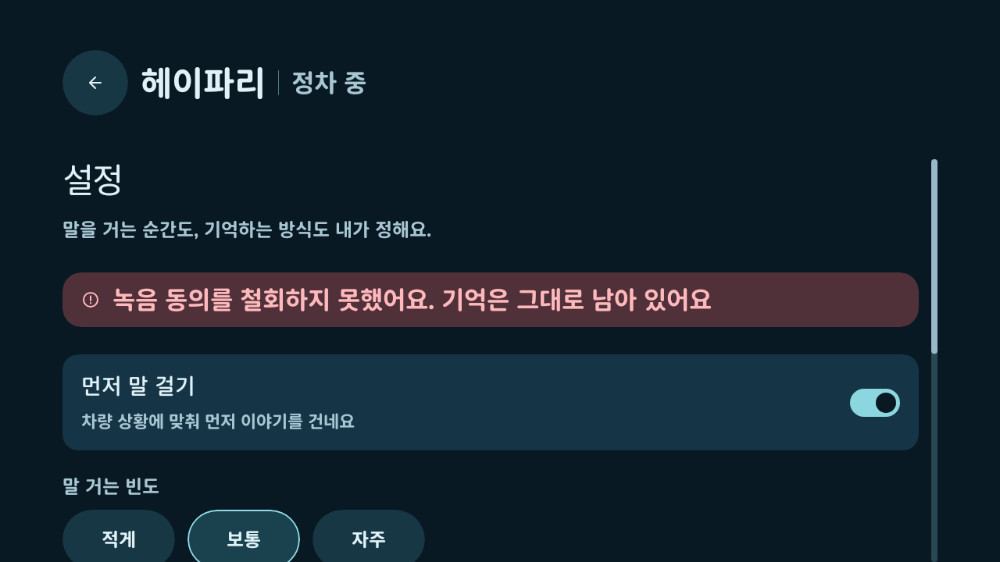 헤이파리
정차 중
설정
말을 거는 순간도, 기억하는 방식도 내가 정해요.
녹음 동의를 철회하지 못했어요. 기억은 그대로 남아 있어요
먼저 말 걸기
차량 상황에 맞춰 먼저 이야기를 건네요
말 거는 빈도
적게
보통
자주